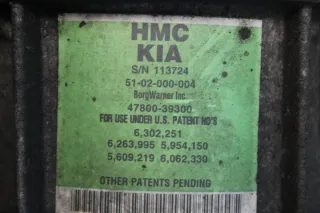 HMC
KIA
S/N 113724
51-02-000-004
BorgWarner Inc.
47800-39300
FOR USE UNDER U.S. PATENT NO'S
6,302,251
6,263,995 5,954,150
5,609,219 6,062,330
OTHER PATENTS PENDING